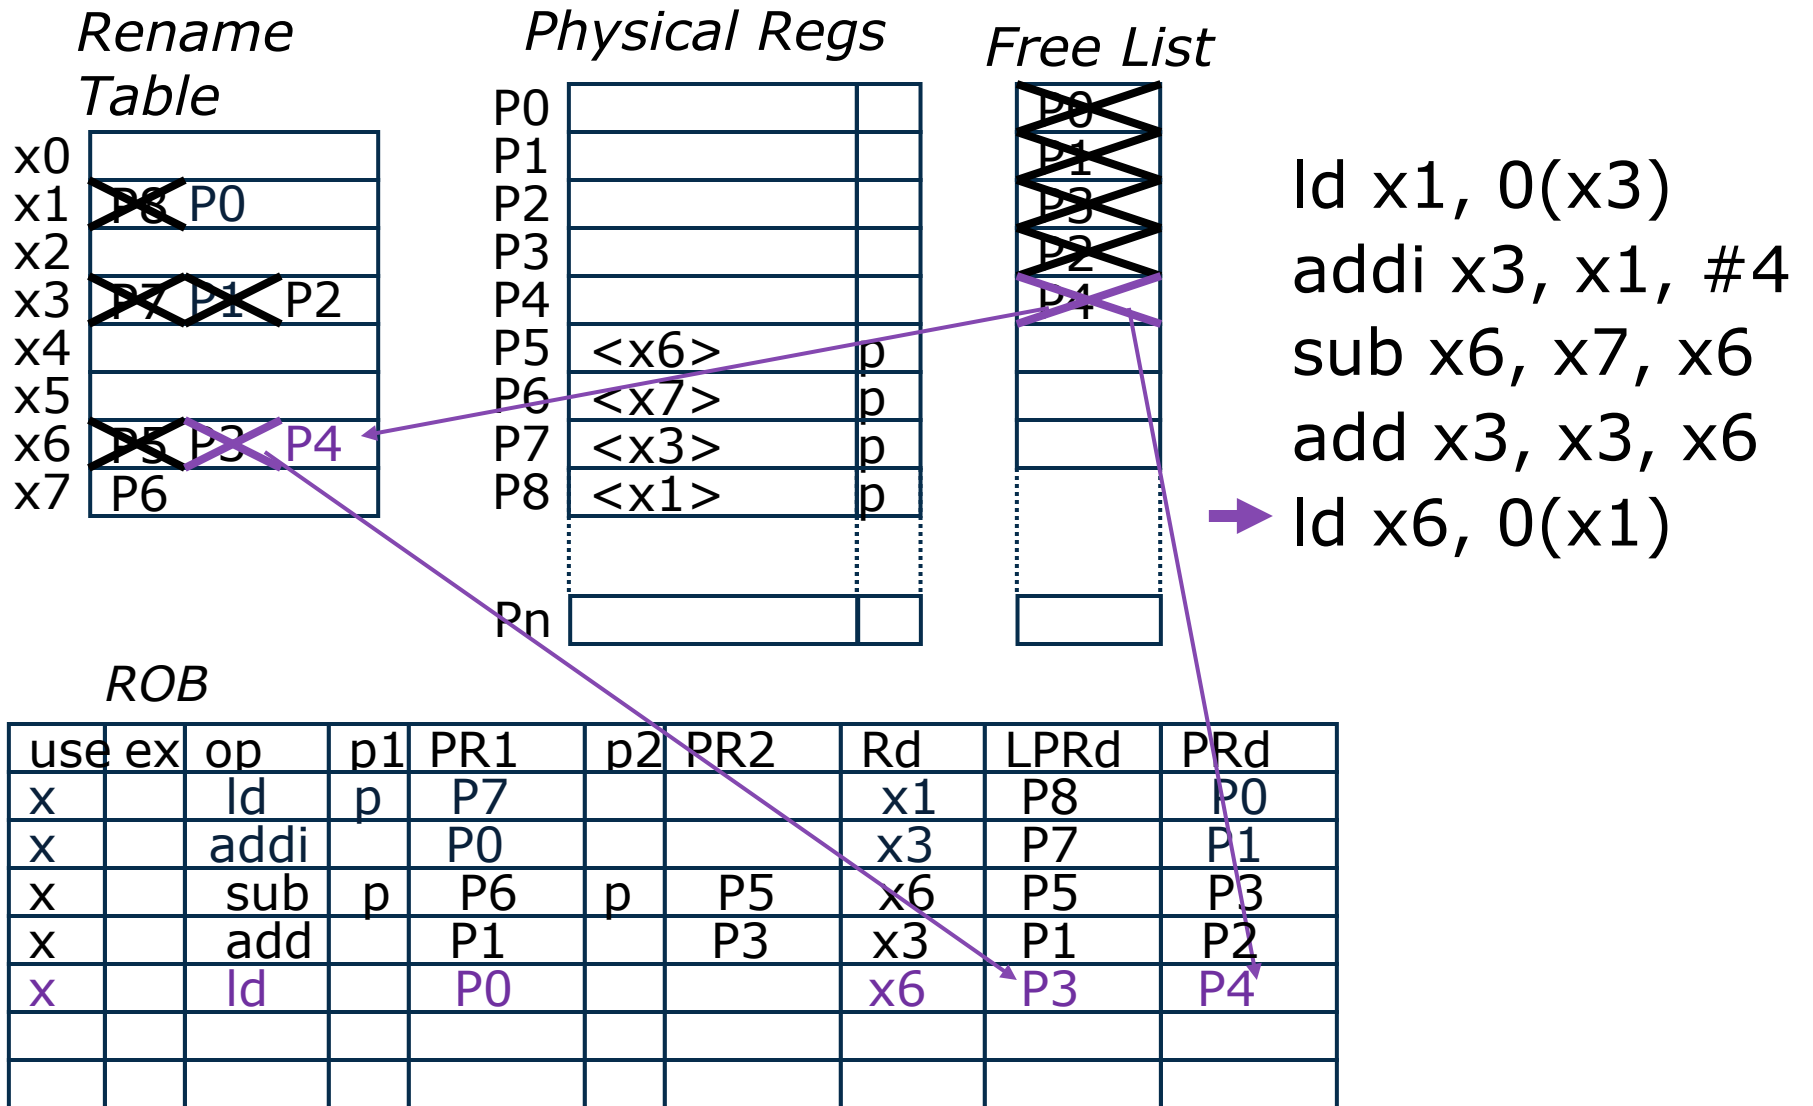 Rename Table
x0
x1 P8 P0
x2
x3 P7 P1 P2
x4
x5
x6 P5 P3 P4
x7 P6
Physical Regs
P0
P1
P2
P3
P4
P5 <x6> p
P6 <x7> p
P7 <x3> p
P8 <x1> p
Pn
Free List
P0
P1
P3
P2
P4
ld x1, 0(x3)
addi x3, x1, #4
sub x6, x7, x6
add x3, x3, x6
ld x6, 0(x1)
ROB
use ex op p1 PR1 p2 PR2 Rd LPRd PRd
x ld p P7 x1 P8 P0
x addi P0 x3 P7 P1
x sub p P6 p P5 x6 P5 P3
x add P1 P3 x3 P1 P2
x ld P0 x6 P3 P4